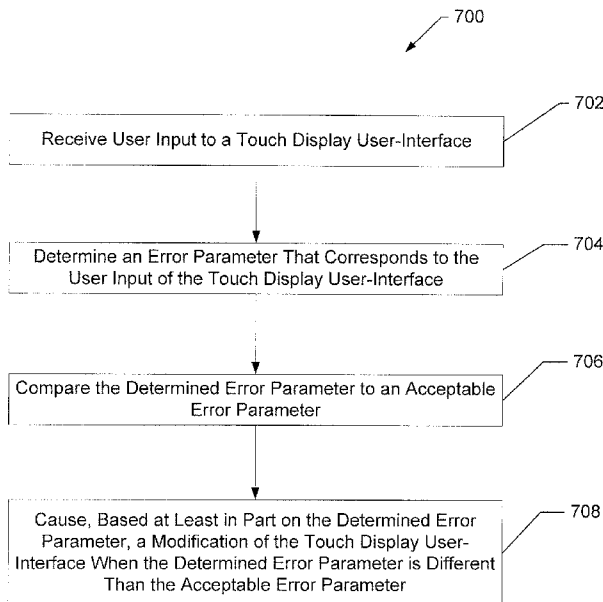 700
702
Receive User Input to a Touch Display User-Interface
704
Determine an Error Parameter That Corresponds to the
User Input of the Touch Display User-Interface
706
Compare the Determined Error Parameter to an Acceptable
Error Parameter
708
Cause, Based at Least in Part on the Determined Error
Parameter, a Modification of the Touch Display User-
Interface When the Determined Error Parameter is Different
Than the Acceptable Error Parameter